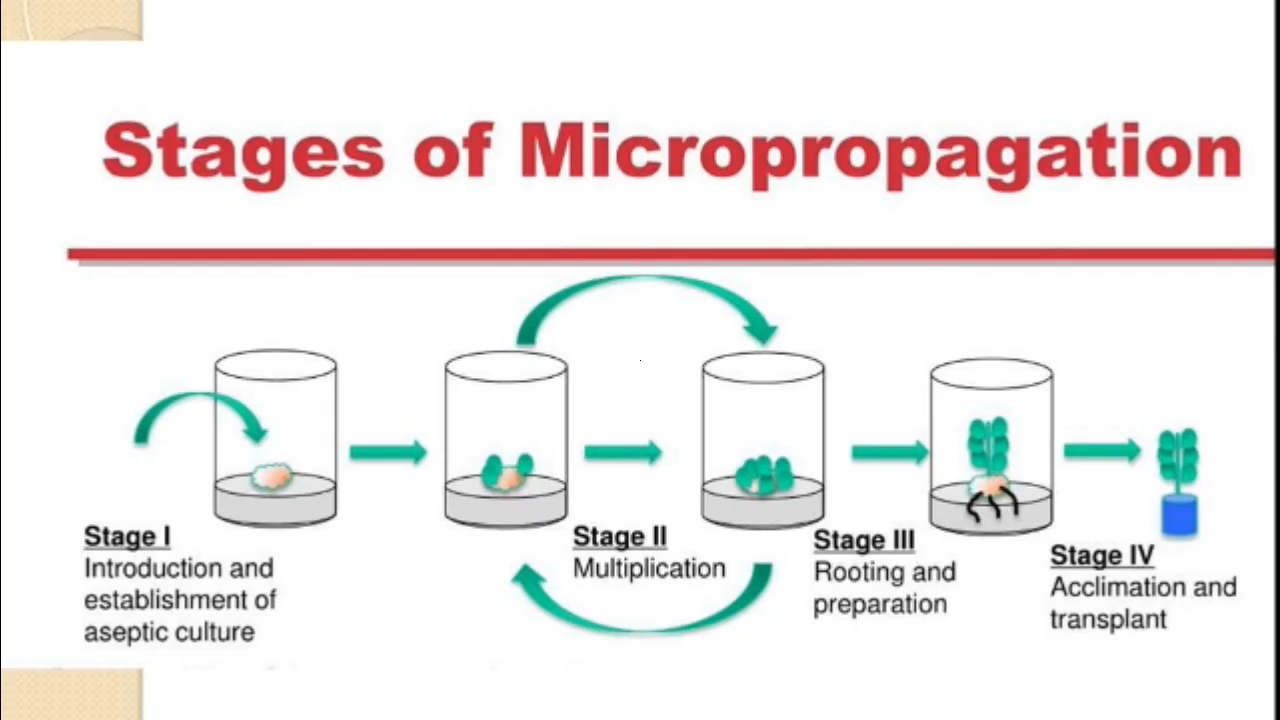 Stages of Micropropagation
Stage I
Introduction and
establishment of
aseptic culture
Stage II
Multiplication
Stage III
Rooting and
preparation
Stage IV
Acclimation and
transplant